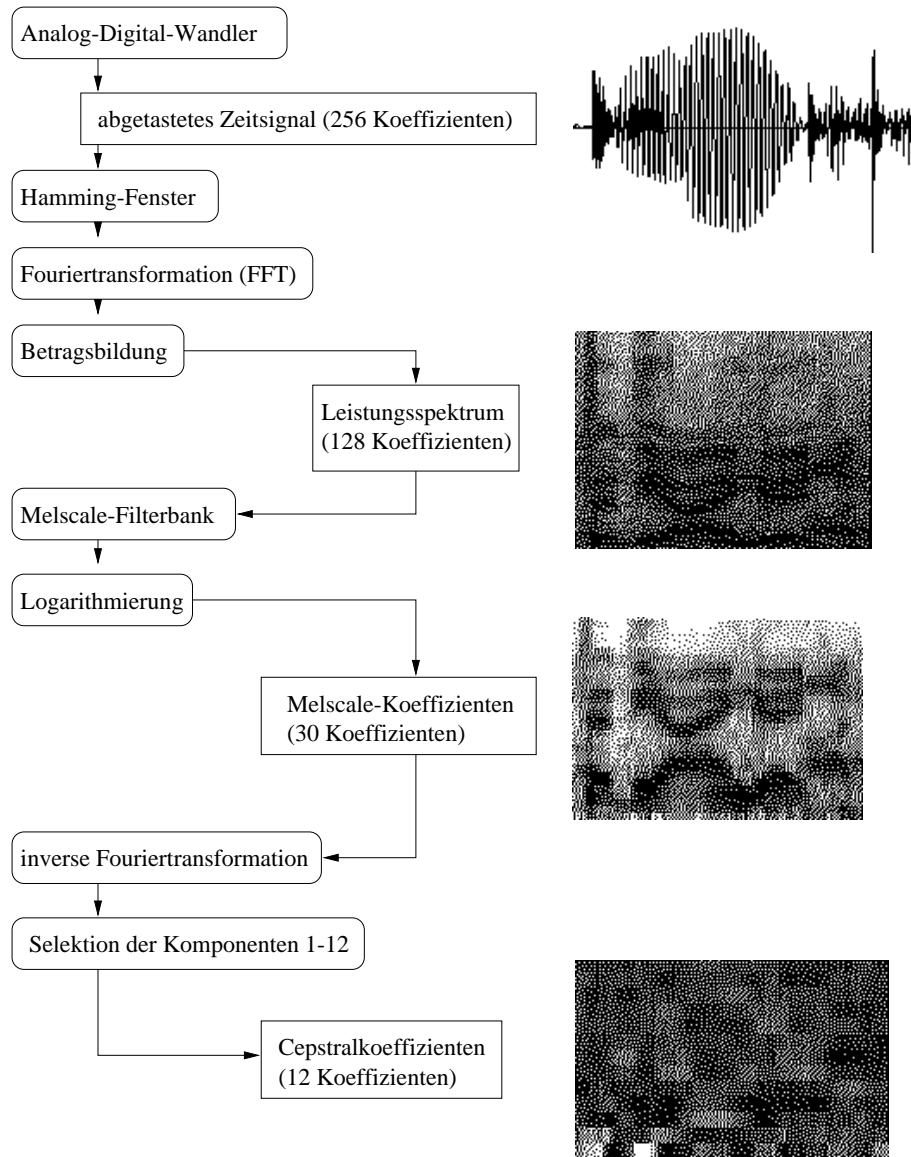 Analog-Digital-Wandler
abgetastetes Zeitsignal (256 Koeffizienten)
Hamming-Fenster
Fouriertransformation (FFT)
Betragsbildung
Leistungsspektrum
(128 Koeffizienten)
Melscale-Filterbank
Logarithmierung
Melscale-Koeffizienten
(30 Koeffizienten)
inverse Fouriertransformation
Selektion der Komponenten 1-12
Cepstralkoeffizienten
(12 Koeffizienten)